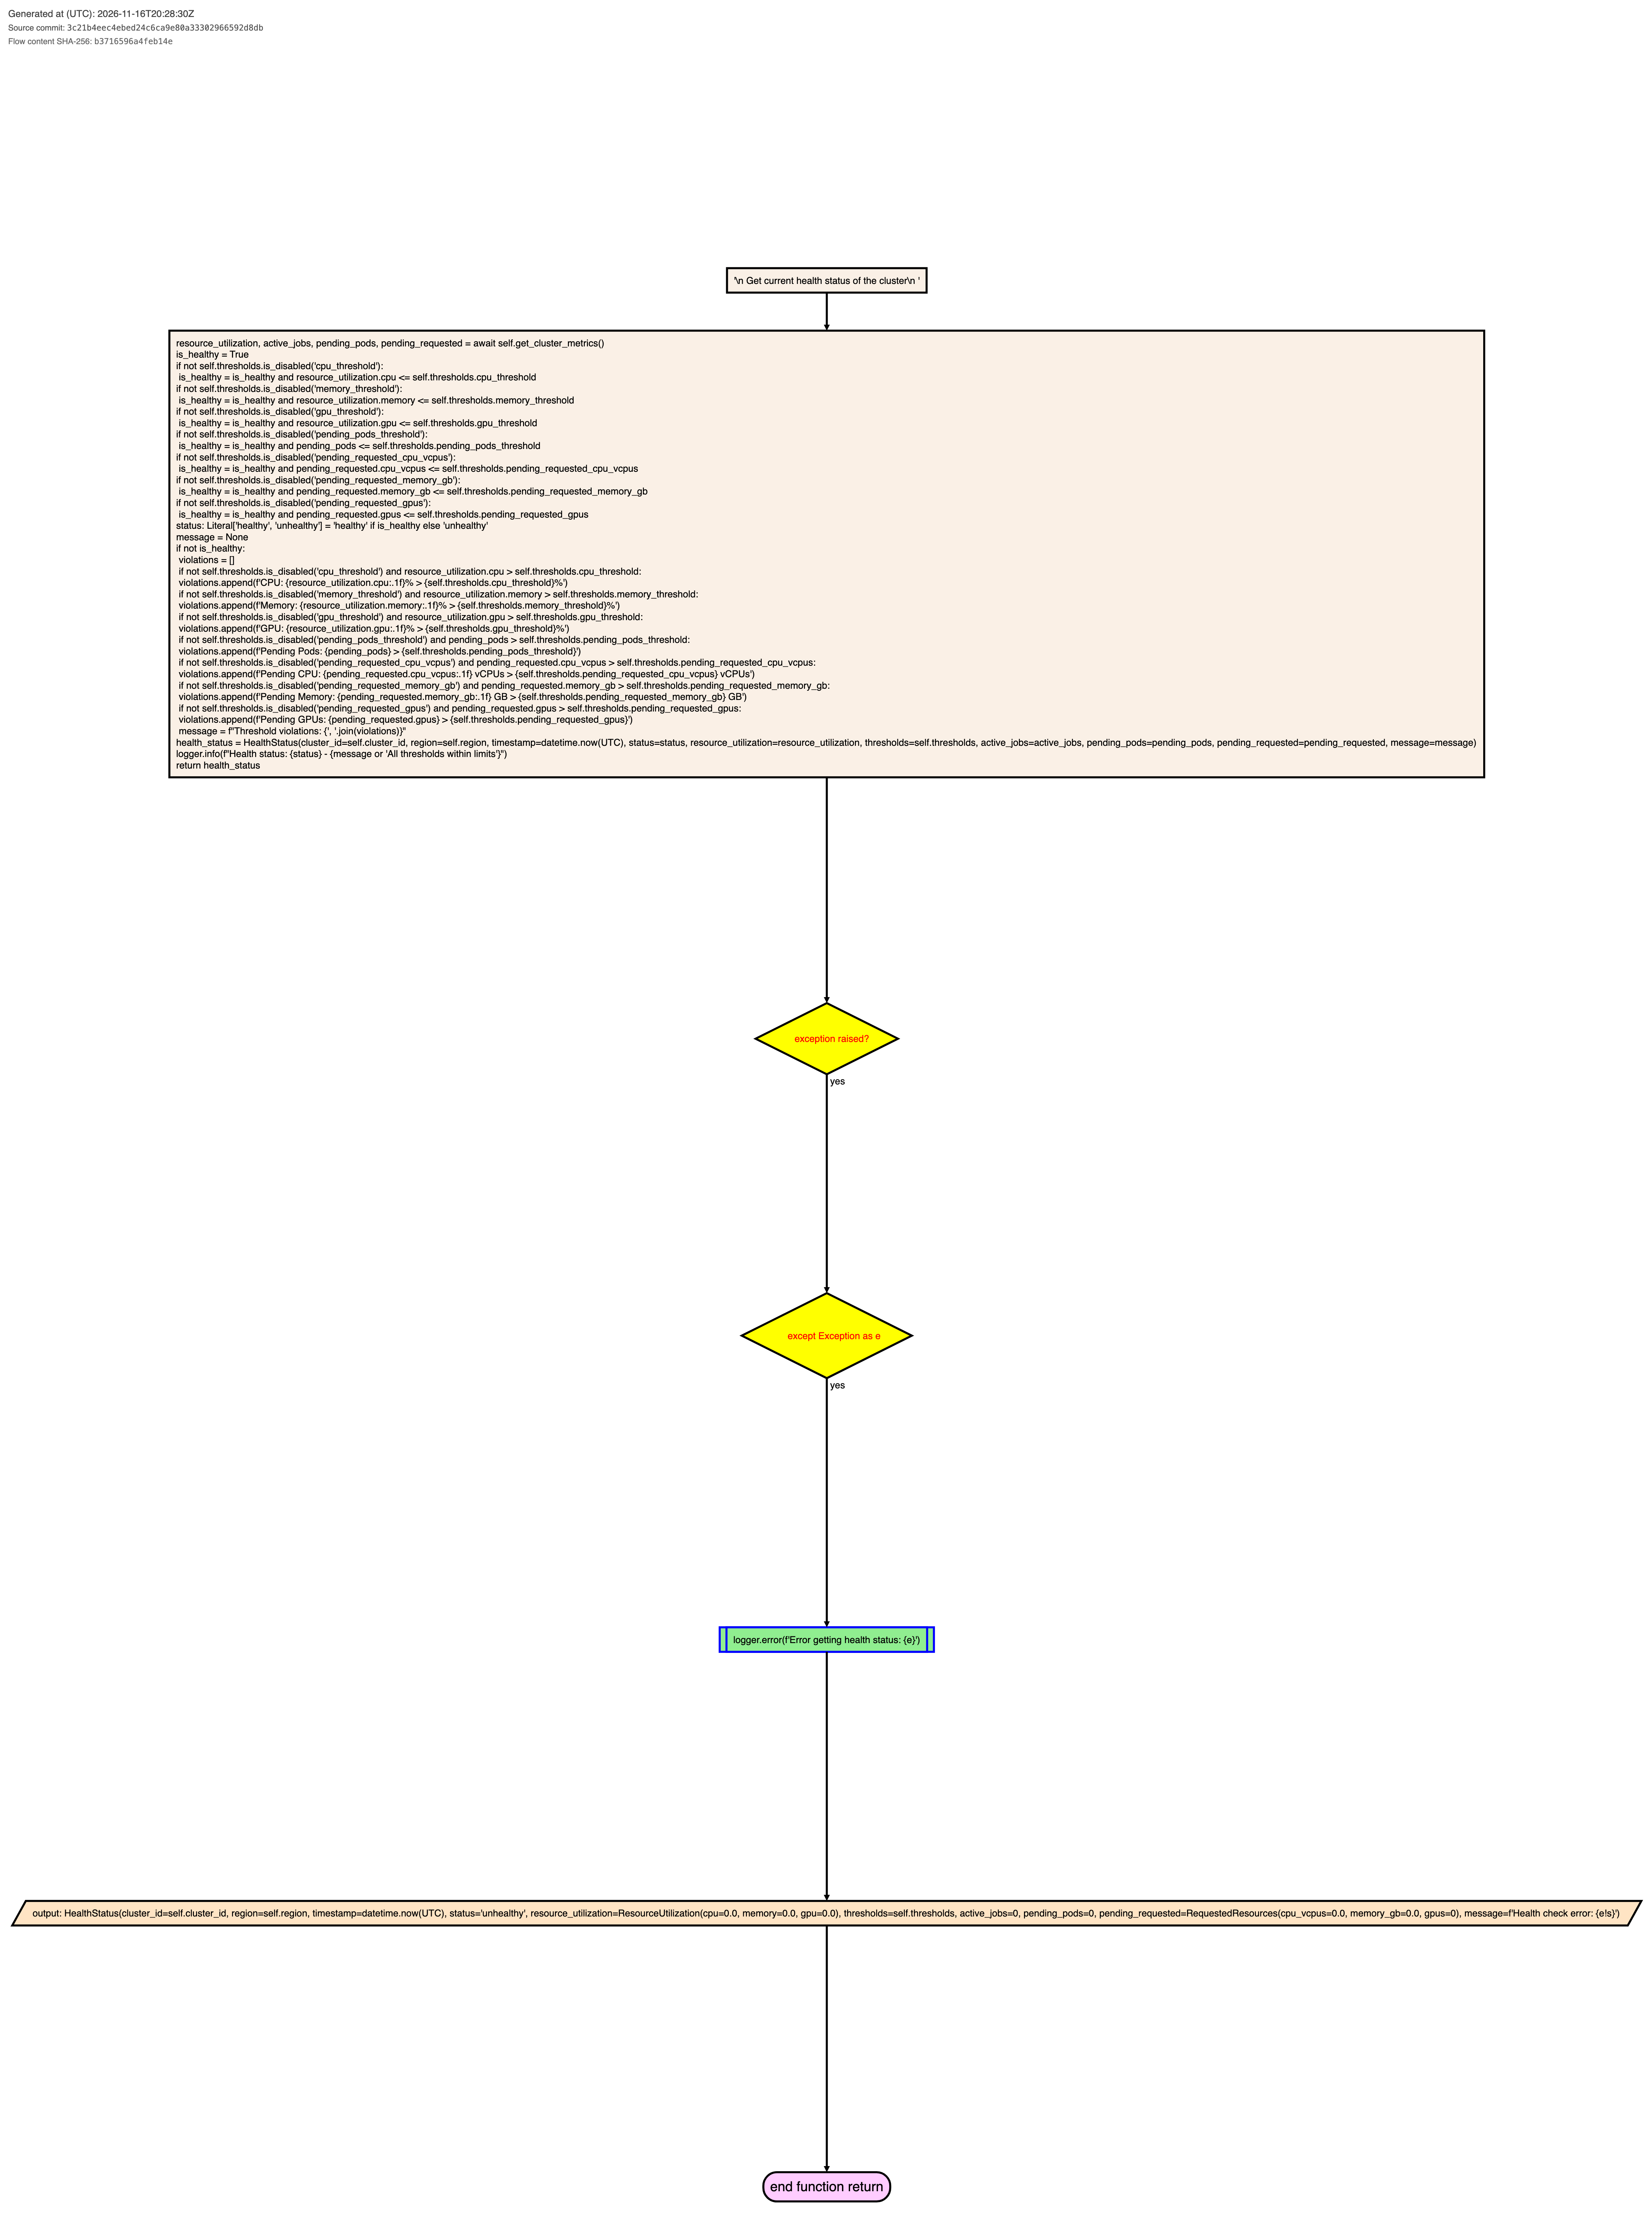 Generated at (UTC): 2026-11-16T20:28:30Z
Source commit: 3c21b4eec4ebed24c6ca9e80a33302966592d8db
Flow content SHA-256: b3716596a4feb14e
'\n Get current health status of the cluster\n '
resource_utilization, active_jobs, pending_pods, pending_requested = await self.get_cluster_metrics()
is_healthy = True
if not self.thresholds.is_disabled('cpu_threshold'):
 is_healthy = is_healthy and resource_utilization.cpu <= self.thresholds.cpu_threshold
if not self.thresholds.is_disabled('memory_threshold'):
 is_healthy = is_healthy and resource_utilization.memory <= self.thresholds.memory_threshold
if not self.thresholds.is_disabled('gpu_threshold'):
 is_healthy = is_healthy and resource_utilization.gpu <= self.thresholds.gpu_threshold
if not self.thresholds.is_disabled('pending_pods_threshold'):
 is_healthy = is_healthy and pending_pods <= self.thresholds.pending_pods_threshold
if not self.thresholds.is_disabled('pending_requested_cpu_vcpus'):
 is_healthy = is_healthy and pending_requested.cpu_vcpus <= self.thresholds.pending_requested_cpu_vcpus
if not self.thresholds.is_disabled('pending_requested_memory_gb'):
 is_healthy = is_healthy and pending_requested.memory_gb <= self.thresholds.pending_requested_memory_gb
if not self.thresholds.is_disabled('pending_requested_gpus'):
 is_healthy = is_healthy and pending_requested.gpus <= self.thresholds.pending_requested_gpus
status: Literal['healthy', 'unhealthy'] = 'healthy' if is_healthy else 'unhealthy'
message = None
if not is_healthy:
 violations = []
 if not self.thresholds.is_disabled('cpu_threshold') and resource_utilization.cpu > self.thresholds.cpu_threshold:
 violations.append(f'CPU: {resource_utilization.cpu:.1f}% > {self.thresholds.cpu_threshold}%')
 if not self.thresholds.is_disabled('memory_threshold') and resource_utilization.memory > self.thresholds.memory_threshold:
 violations.append(f'Memory: {resource_utilization.memory:.1f}% > {self.thresholds.memory_threshold}%')
 if not self.thresholds.is_disabled('gpu_threshold') and resource_utilization.gpu > self.thresholds.gpu_threshold:
 violations.append(f'GPU: {resource_utilization.gpu:.1f}% > {self.thresholds.gpu_threshold}%')
 if not self.thresholds.is_disabled('pending_pods_threshold') and pending_pods > self.thresholds.pending_pods_threshold:
 violations.append(f'Pending Pods: {pending_pods} > {self.thresholds.pending_pods_threshold}')
 if not self.thresholds.is_disabled('pending_requested_cpu_vcpus') and pending_requested.cpu_vcpus > self.thresholds.pending_requested_cpu_vcpus:
 violations.append(f'Pending CPU: {pending_requested.cpu_vcpus:.1f} vCPUs > {self.thresholds.pending_requested_cpu_vcpus} vCPUs')
 if not self.thresholds.is_disabled('pending_requested_memory_gb') and pending_requested.memory_gb > self.thresholds.pending_requested_memory_gb:
 violations.append(f'Pending Memory: {pending_requested.memory_gb:.1f} GB > {self.thresholds.pending_requested_memory_gb} GB')
 if not self.thresholds.is_disabled('pending_requested_gpus') and pending_requested.gpus > self.thresholds.pending_requested_gpus:
 violations.append(f'Pending GPUs: {pending_requested.gpus} > {self.thresholds.pending_requested_gpus}')
 message = f"Threshold violations: {', '.join(violations)}"
health_status = HealthStatus(cluster_id=self.cluster_id, region=self.region, timestamp=datetime.now(UTC), status=status, resource_utilization=resource_utilization, thresholds=self.thresholds, active_jobs=active_jobs, pending_pods=pending_pods, pending_requested=pending_requested, message=message)
logger.info(f"Health status: {status} - {message or 'All thresholds within limits'}")
return health_status
exception raised?
yes
except Exception as e
yes
logger.error(f'Error getting health status: {e}')
output: HealthStatus(cluster_id=self.cluster_id, region=self.region, timestamp=datetime.now(UTC), status='unhealthy', resource_utilization=ResourceUtilization(cpu=0.0, memory=0.0, gpu=0.0), thresholds=self.thresholds, active_jobs=0, pending_pods=0, pending_requested=RequestedResources(cpu_vcpus=0.0, memory_gb=0.0, gpus=0), message=f'Health check error: {e!s}')
end function return